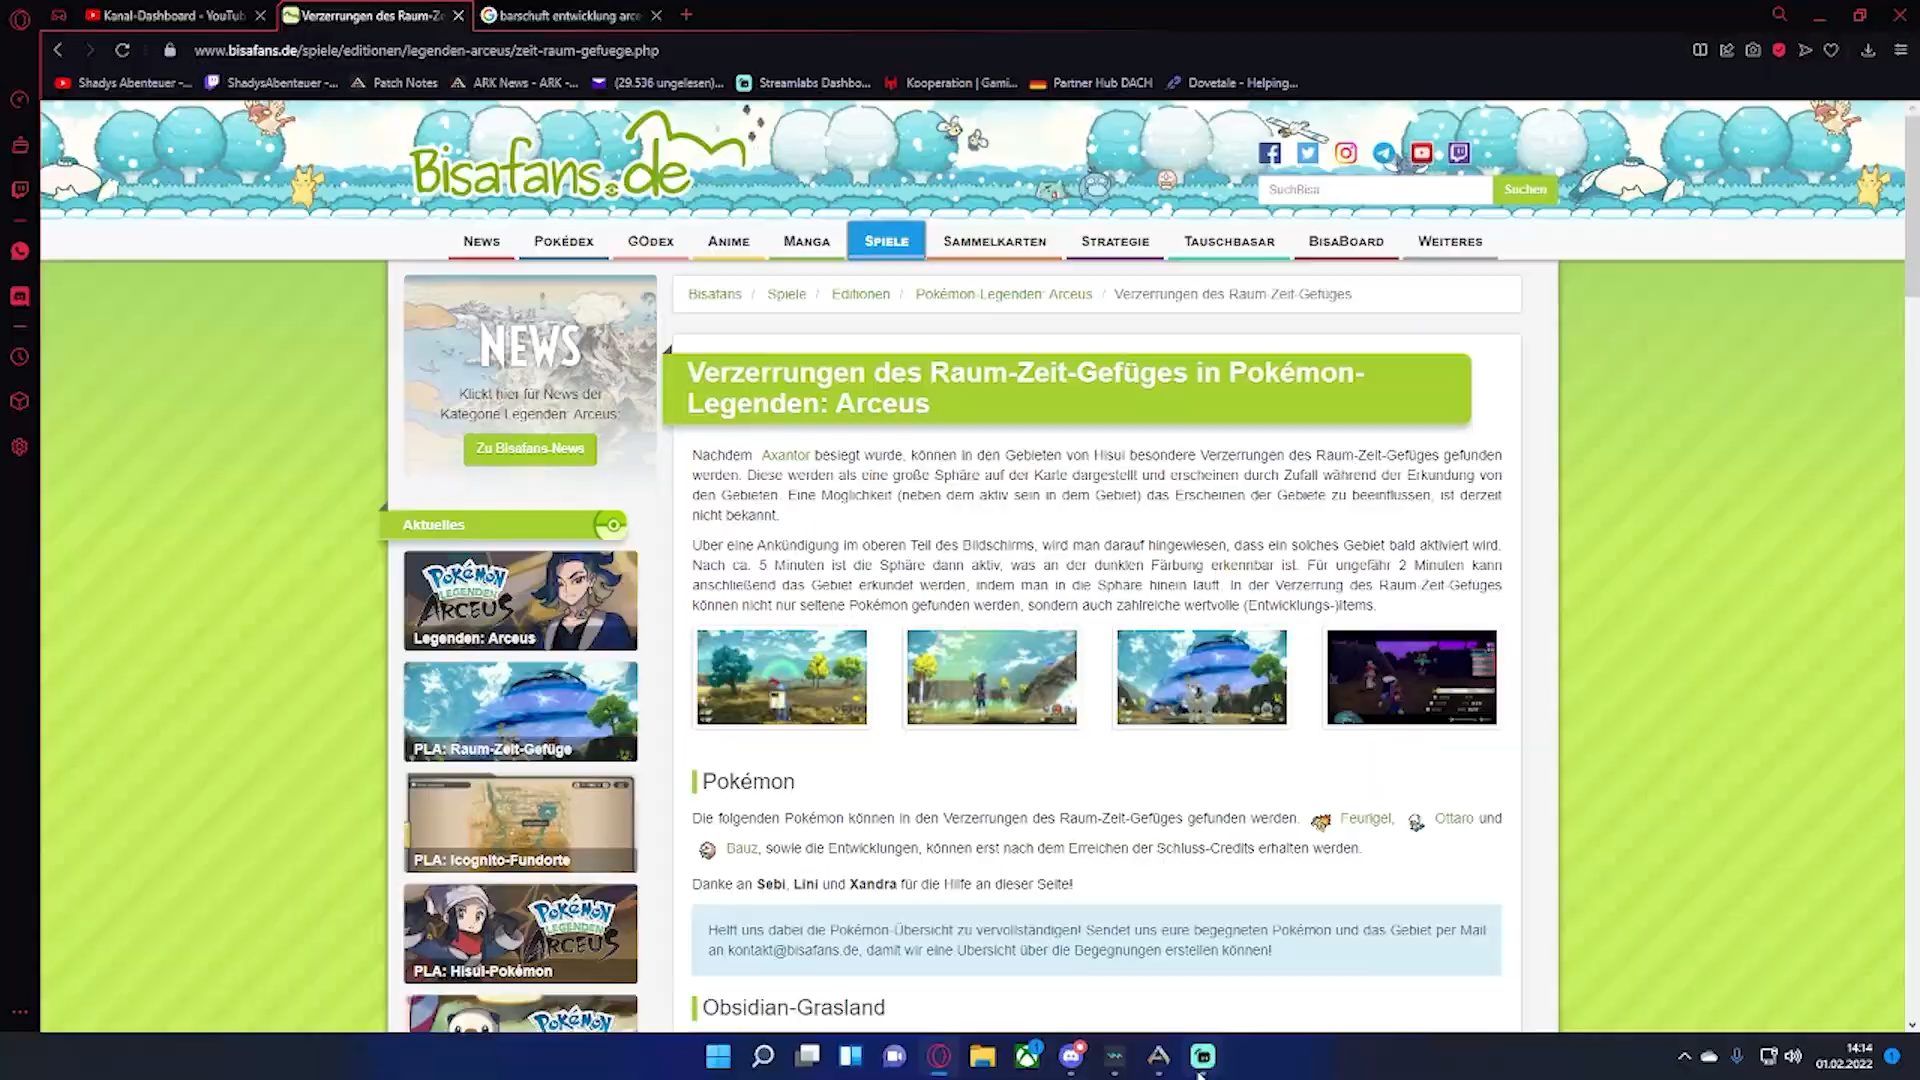 Kanal-Dashboard - YouTub
Verzerrungen des Raum-Ze
barschuft entwicklung arce
www.bisafans.de/spiele/editionen/legenden-arceus/zeit-raum-gefuege.php
Shadys Abenteuer -...
ShadysAbenteuer -...
Patch Notes
ARK News - ARK -...
(29.536 ungelesen)...
Streamlabs Dashbo...
Kooperation | Gami...
Partner Hub DACH
Dovetale - Helping...
Bisafans.de
SuchBisa
Suchen
News
Pokédex
GOdex
Anime
Manga
Spiele
Sammelkarten
Strategie
Tauschbasar
BisaBoard
Weiteres
NEWS
Klickt hier für News der
Kategorie Legenden: Arceus:
Zu Bisafans-News
Aktuelles
POKÉMON
LEGENDEN
ARCEUS
Legenden: Arceus
PLA: Raum-Zeit-Gefüge
PLA: Icognito-Fundorte
POKÉMON
LEGENDEN
ARCEUS
PLA: Hisui-Pokémon
POKÉMON
Bisafans / Spiele / Editionen / Pokémon-Legenden: Arceus / Verzerrungen des Raum-Zeit-Gefüges
Verzerrungen des Raum-Zeit-Gefüges in Pokémon-
Legenden: Arceus
Nachdem Axantor besiegt wurde, können in den Gebieten von Hisui besondere Verzerrungen des Raum-Zeit-Gefüges gefunden
werden. Diese werden als eine große Sphäre auf der Karte dargestellt und erscheinen durch Zufall während der Erkundung von
den Gebieten. Eine Möglichkeit (neben dem aktiv sein in dem Gebiet) das Erscheinen der Gebiete zu beeinflussen, ist derzeit
nicht bekannt.
Über eine Ankündigung im oberen Teil des Bildschirms, wird man darauf hingewiesen, dass ein solches Gebiet bald aktiviert wird.
Nach ca. 5 Minuten ist die Sphäre dann aktiv, was an der dunklen Färbung erkennbar ist. Für ungefähr 2 Minuten kann
anschließend das Gebiet erkundet werden, indem man in die Sphäre hinein läuft. In der Verzerrung des Raum-Zeit-Gefüges
können nicht nur seltene Pokémon gefunden werden, sondern auch zahlreiche wertvolle (Entwicklungs-)Items.
Pokémon
Die folgenden Pokémon können in den Verzerrungen des Raum-Zeit-Gefüges gefunden werden. Feurigel, Ottaro und
Bauz, sowie die Entwicklungen, können erst nach dem Erreichen der Schluss-Credits erhalten werden.
Danke an Sebi, Lini und Xandra für die Hilfe an dieser Seite!
Helft uns dabei die Pokémon-Übersicht zu vervollständigen! Sendet uns eure begegneten Pokémon und das Gebiet per Mail
an kontakt@bisafans.de, damit wir eine Übersicht über die Begegnungen erstellen können!
Obsidian-Grasland
14:14
01.02.2022